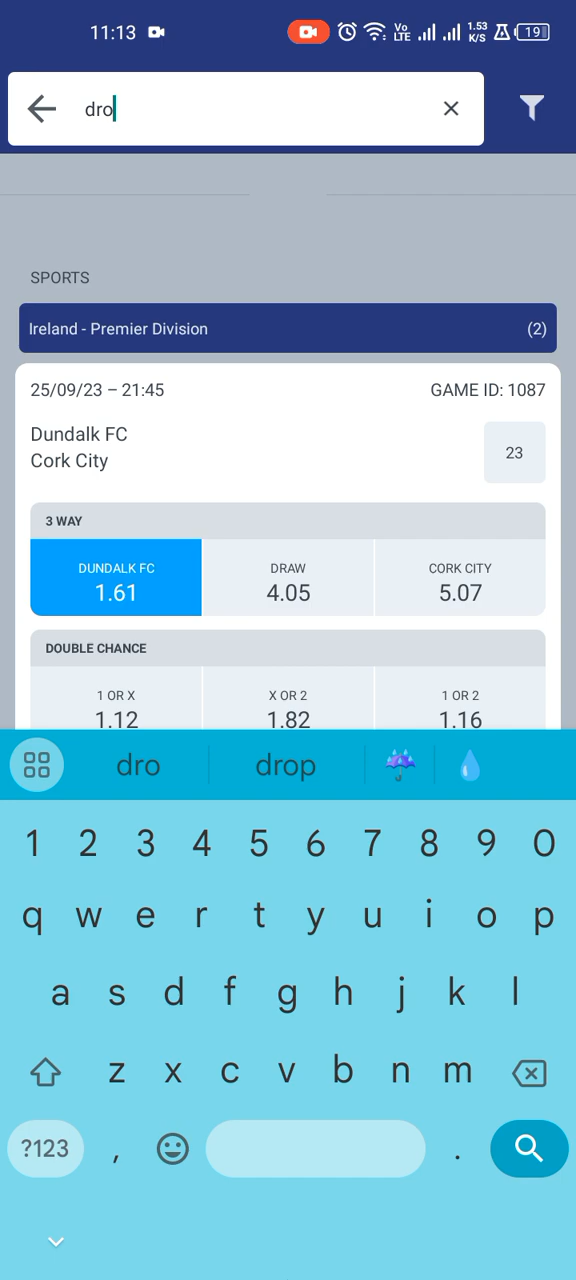 11:13 Vo LTE 1.53 K/S 19
dro
SPORTS
Ireland - Premier Division (2)
25/09/23 – 21:45 GAME ID: 1087
Dundalk FC
Cork City
23
3 WAY
DUNDALK FC DRAW CORK CITY
1.61 4.05 5.07
DOUBLE CHANCE
1 OR X X OR 2 1 OR 2
1.12 1.82 1.16
dro drop
1 2 3 4 5 6 7 8 9 0
q w e r t y u i o p
a s d f g h j k l
z x c v b n m
?123 , .